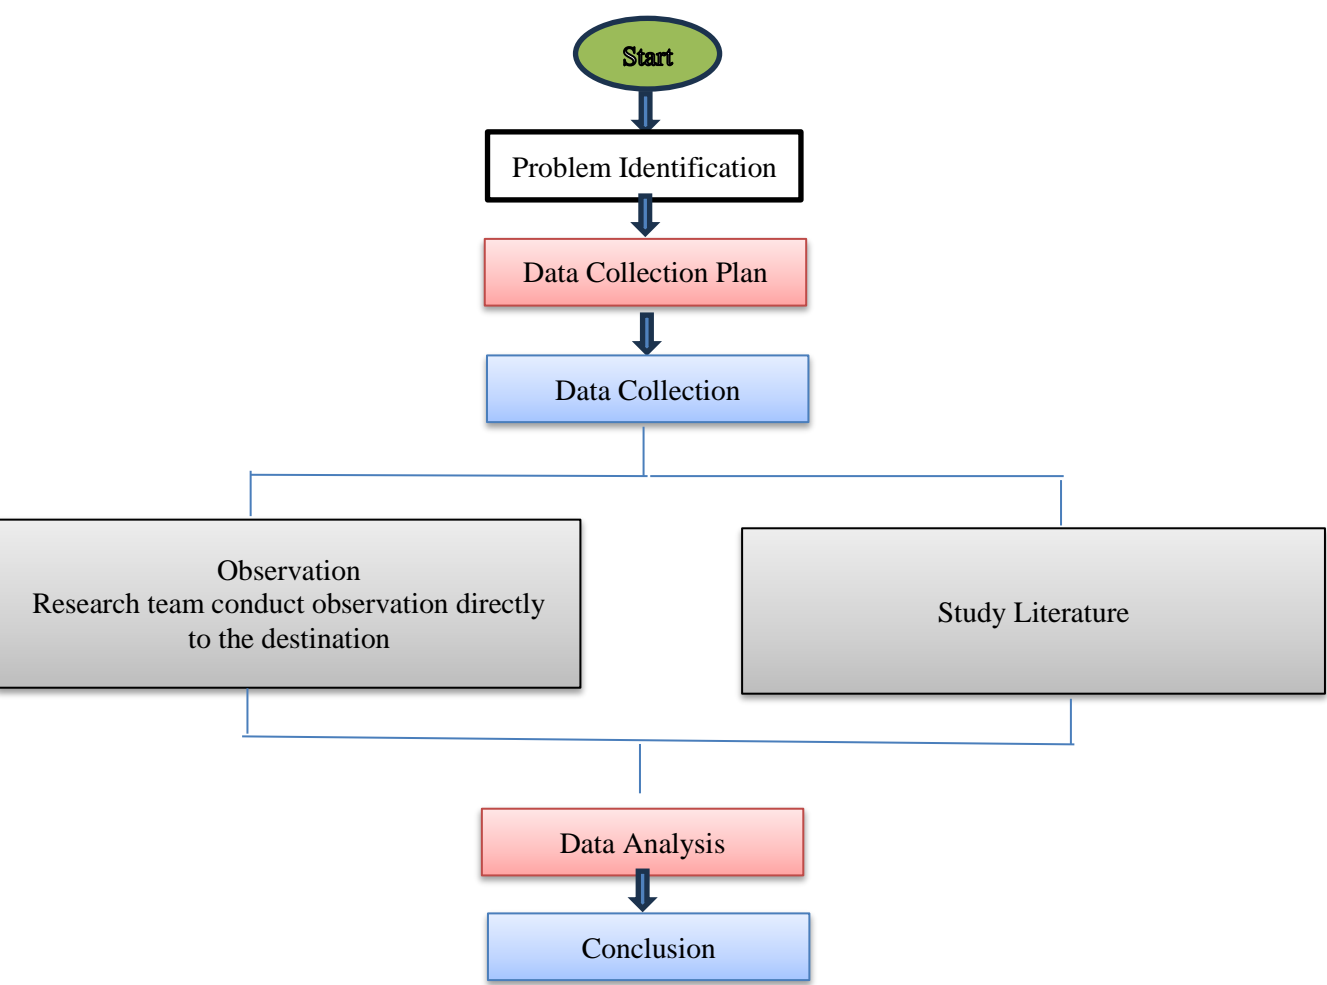 Start
Problem Identification
Data Collection Plan
Data Collection
Observation
Research team conduct observation directly
to the destination
Study Literature
Data Analysis
Conclusion